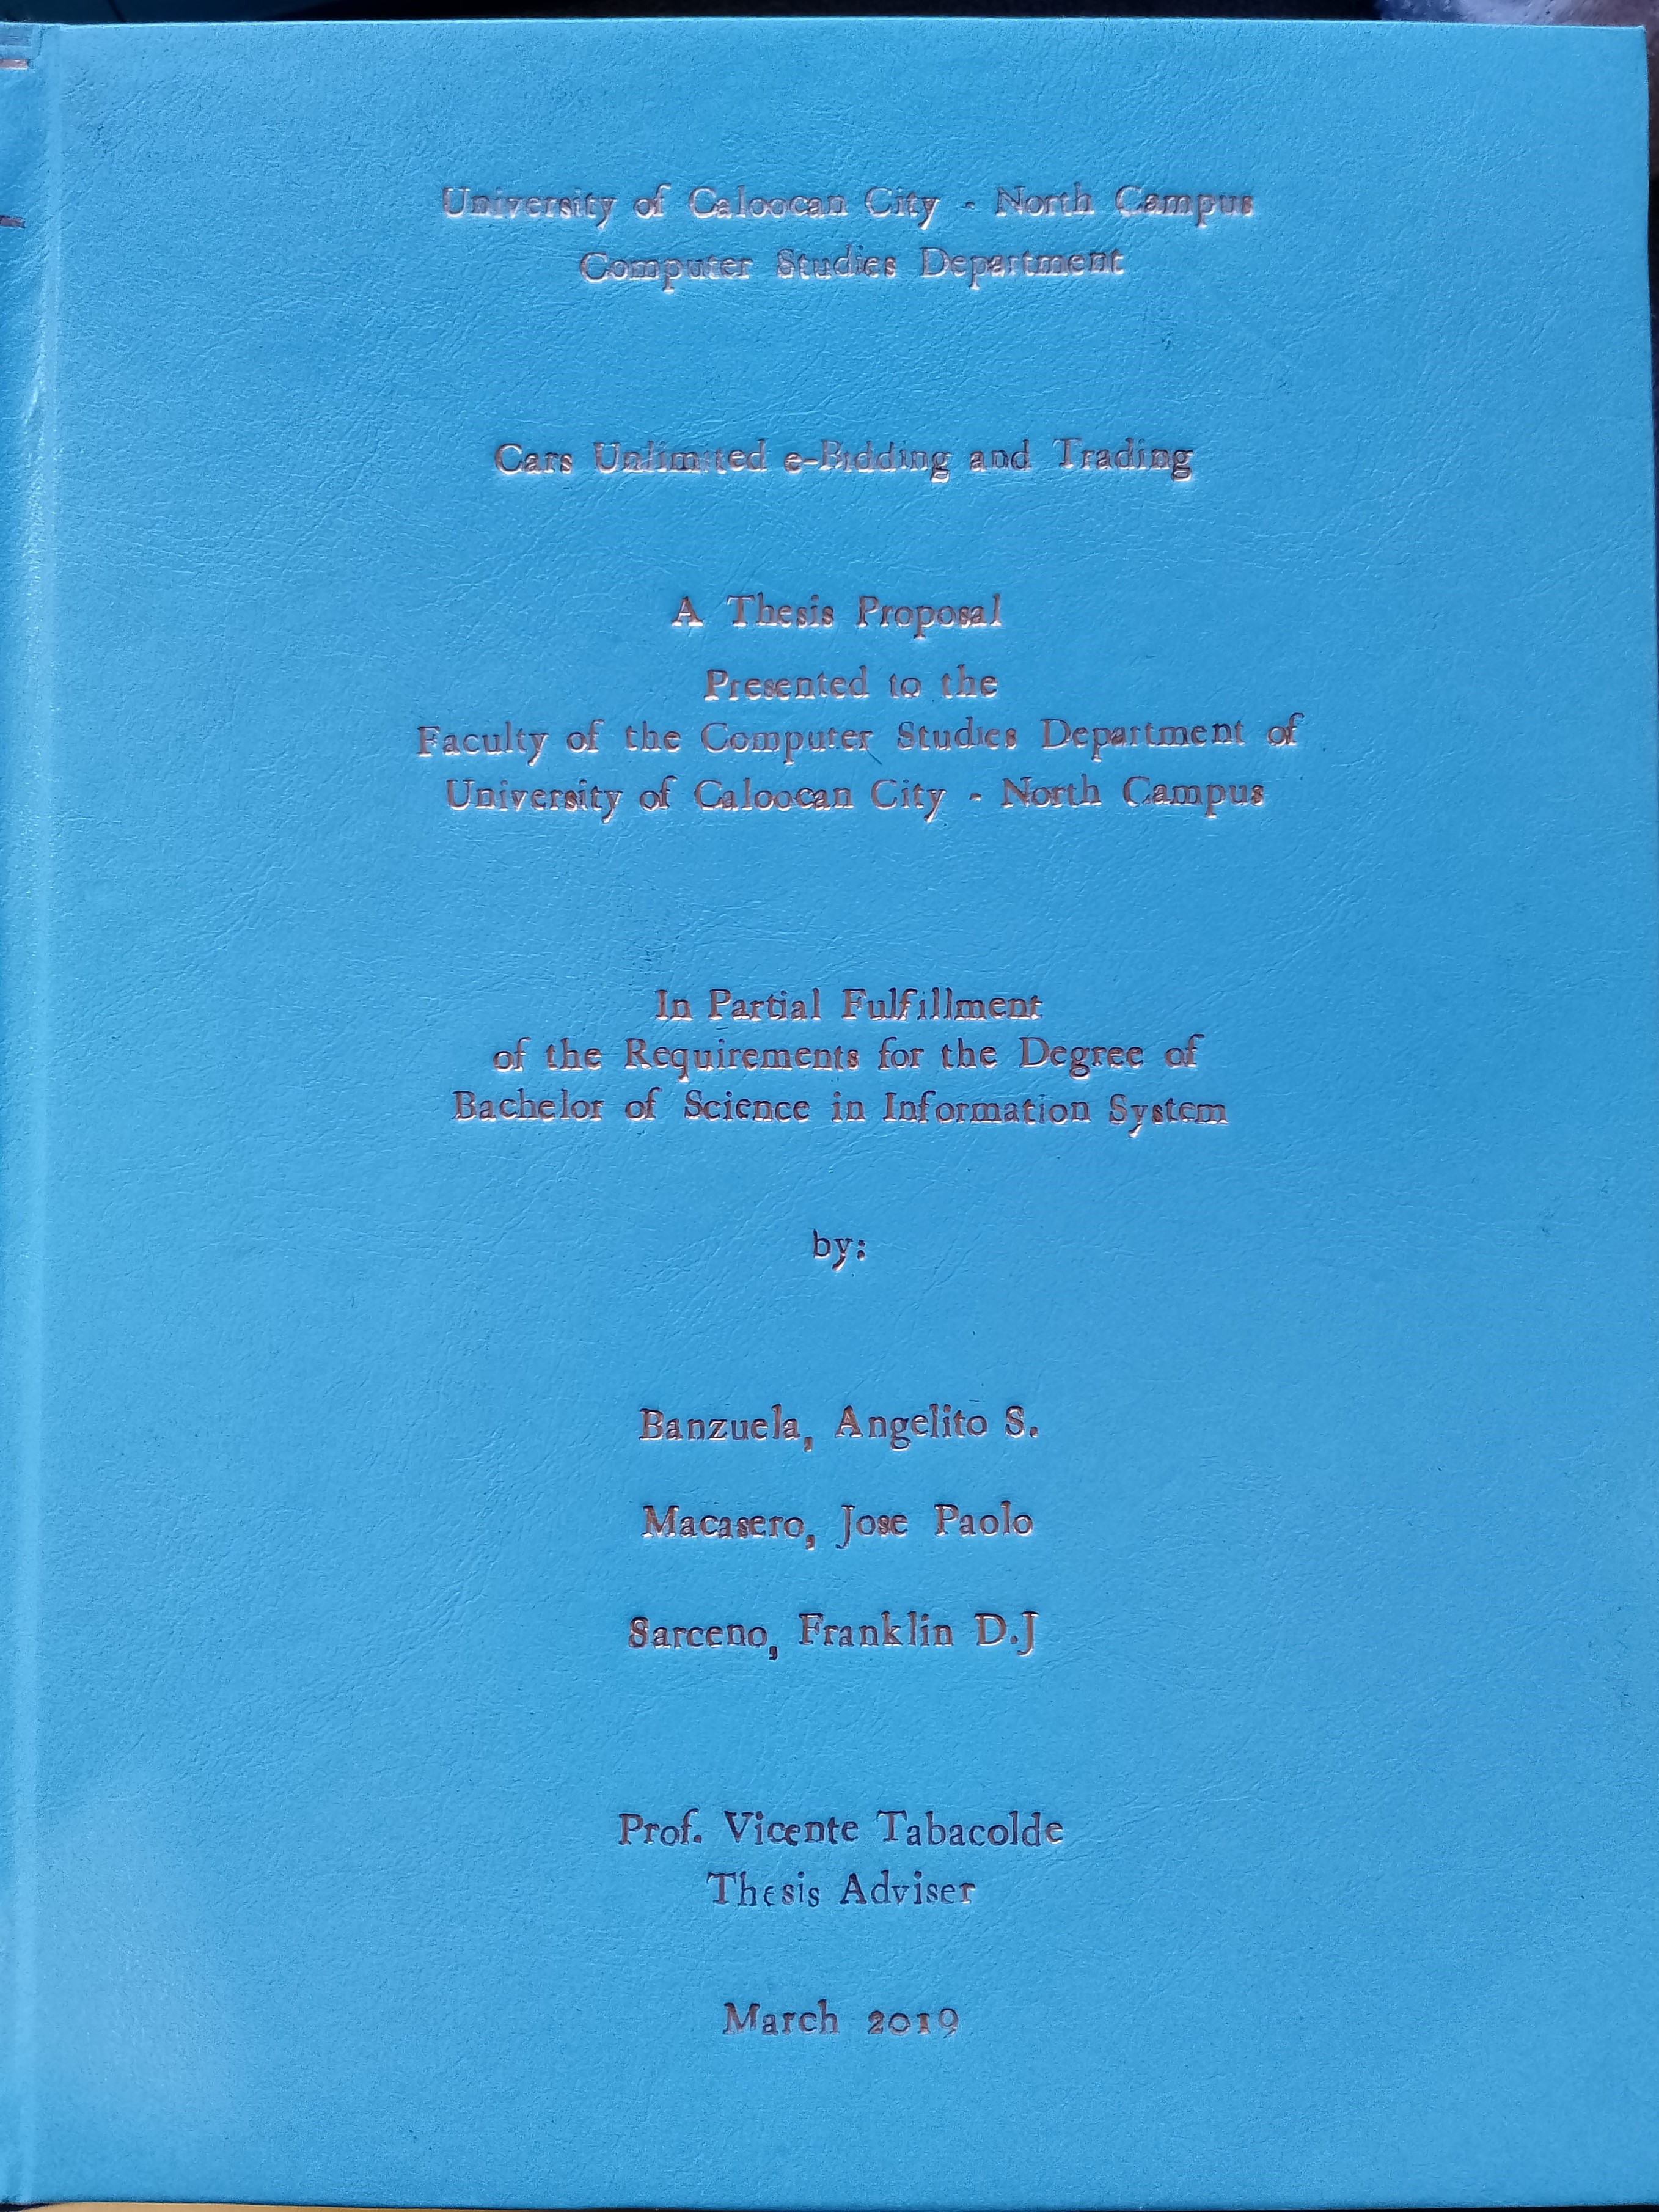 University of Caloocan City - North Campus
Computer Studies Department
Cars Unlimited e-Bidding and Trading
A Thesis Proposal
Presented to the
Faculty of the Computer Studies Department of
University of Caloocan City - North Campus
In Partial Fulfillment
of the Requirements for the Degree of
Bachelor of Science in Information System
by:
Banzuela, Angelito S.
Macasero, Jose Paolo
Sarceno, Franklin D.J
Prof. Vicente Tabacolde
Thesis Adviser
March 2019